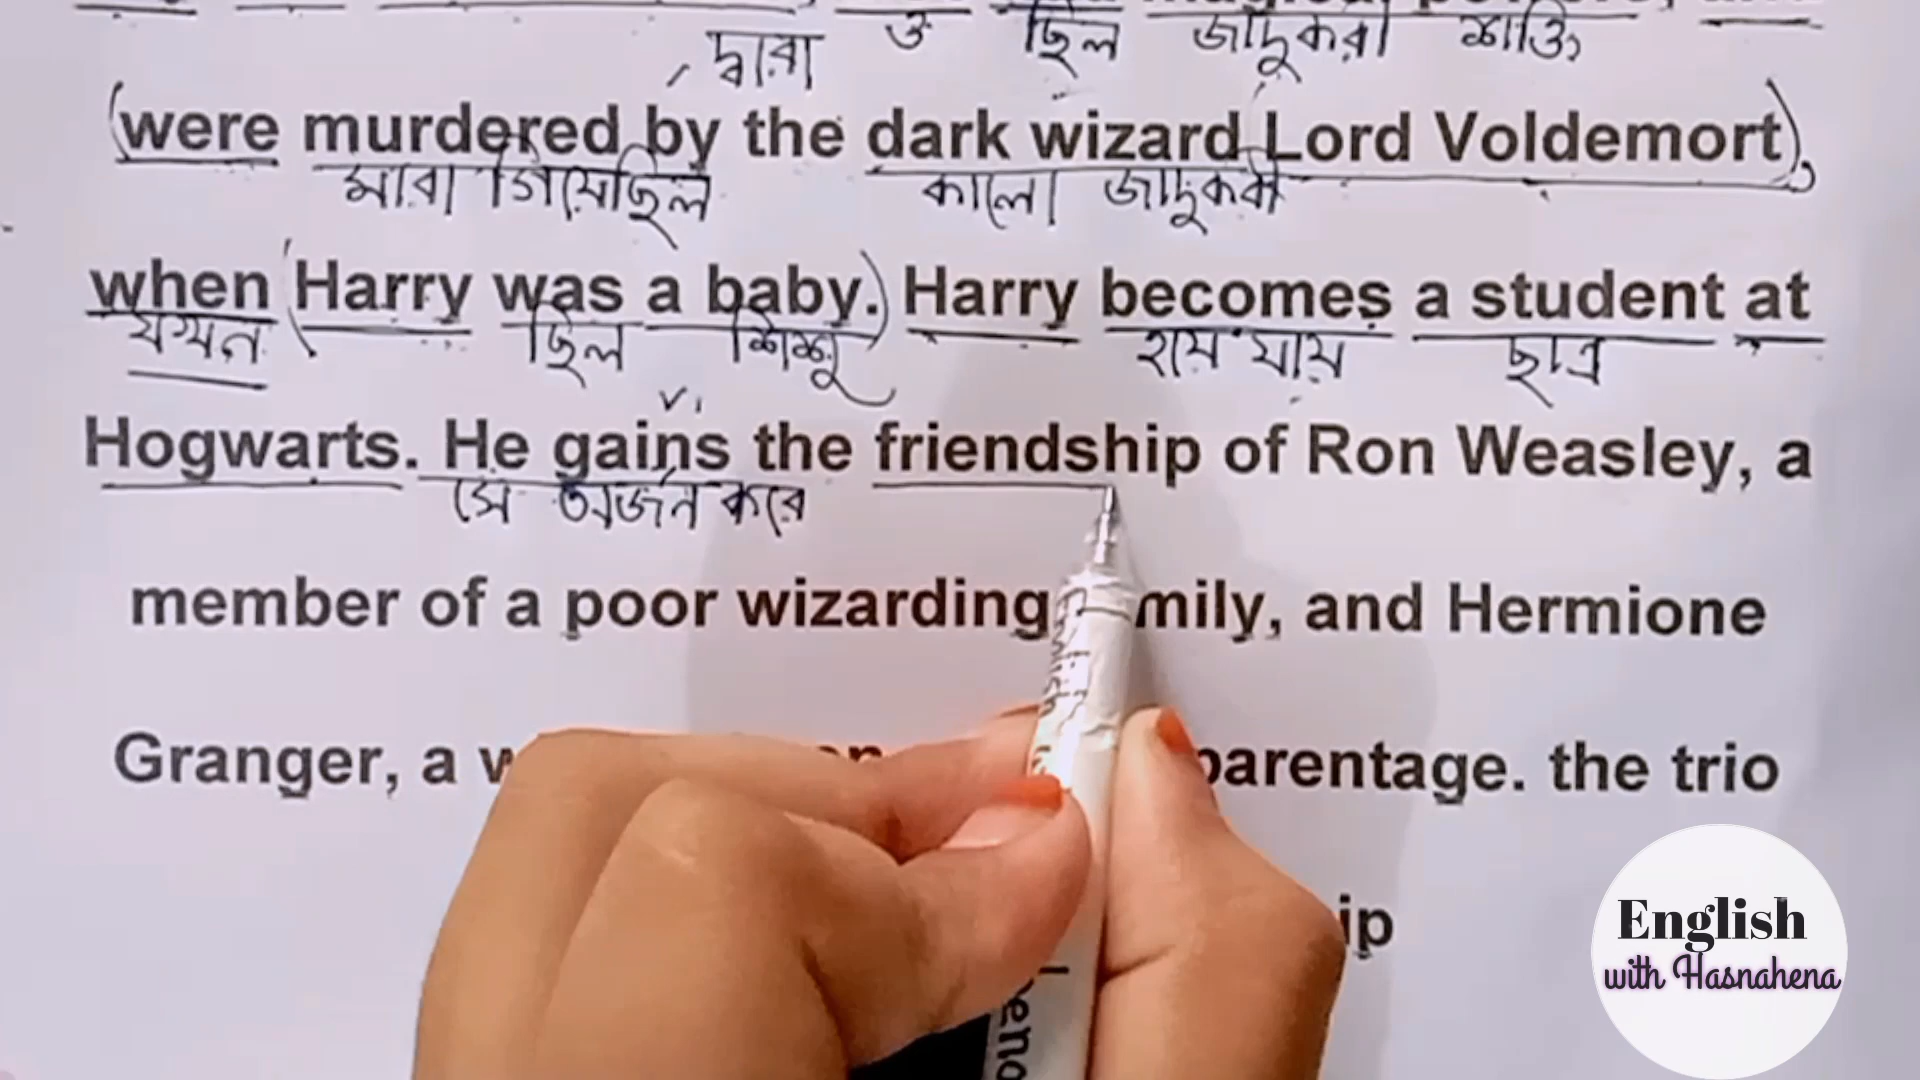 দ্বারা ও ছিল জাদুকরী শক্তি
(were murdered by the dark wizard Lord Voldemort),
মারা গিয়েছিল কালো জাদুকরী
when (Harry was a baby.) Harry becomes a student at
যখন ছিল শিশু হয়ে যায় ছাত্র
Hogwarts. He gains the friendship of Ron Weasley, a
সে অর্জন করে
member of a poor wizarding mily, and Hermione
Granger, a parentage. the trio
ip
English
with Hasnahena